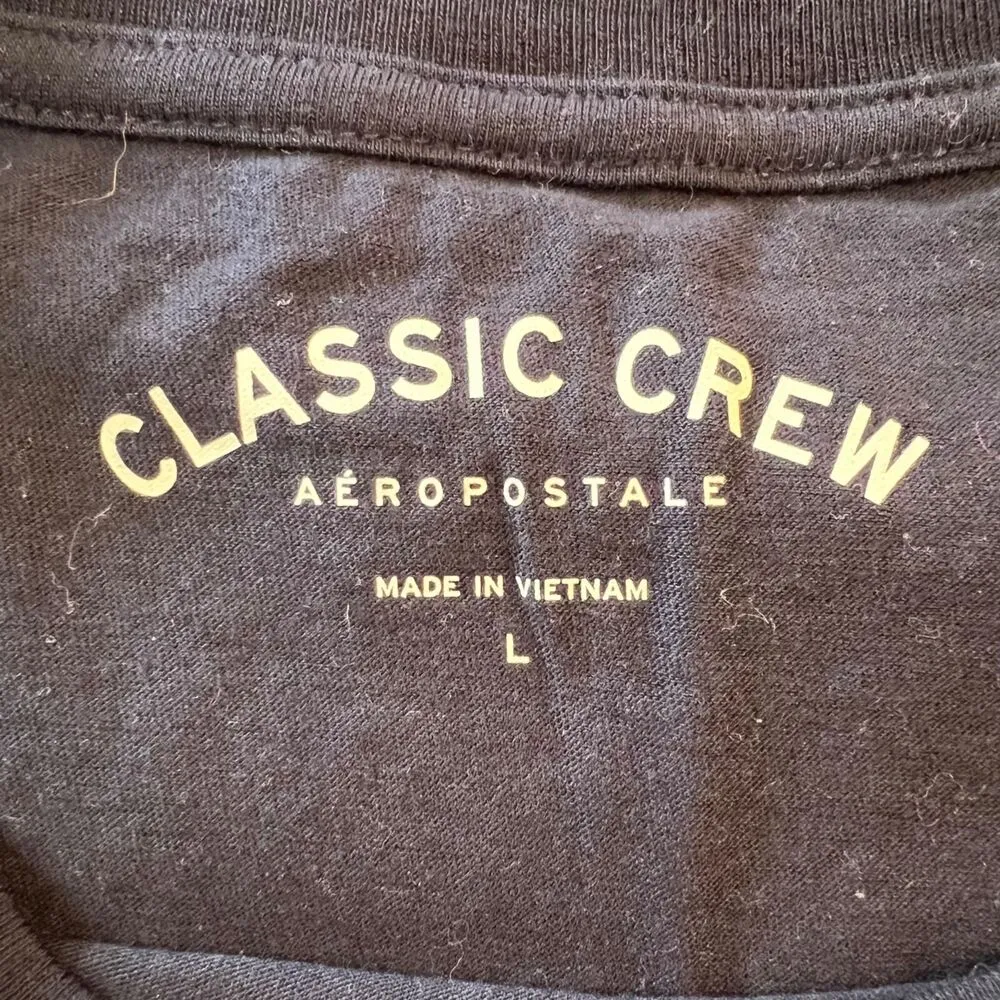 CLASSIC CREW
AÉROPOSTALE
MADE IN VIETNAM
L